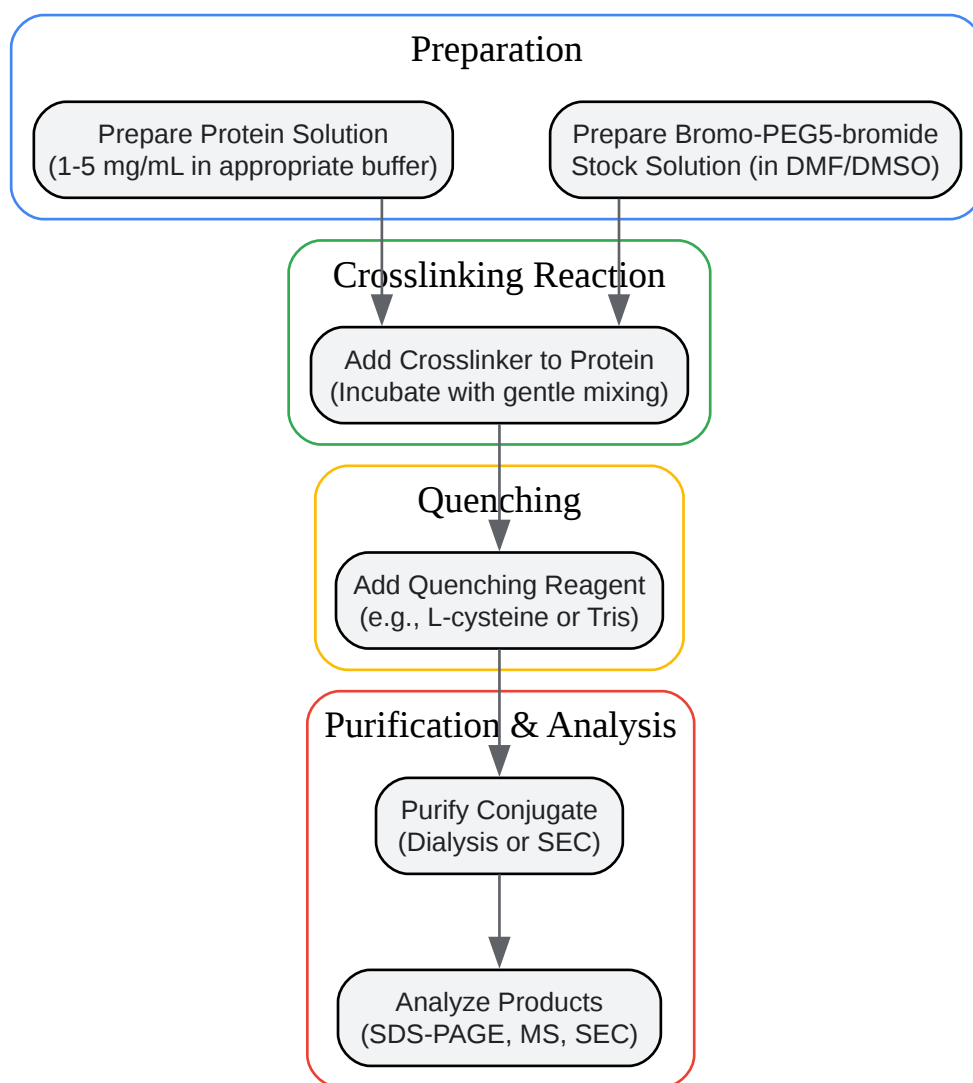 Preparation
Prepare Protein Solution
(1-5 mg/mL in appropriate buffer)
Prepare Bromo-PEG5-bromide
Stock Solution (in DMF/DMSO)
Crosslinking Reaction
Add Crosslinker to Protein
(Incubate with gentle mixing)
Quenching
Add Quenching Reagent
(e.g., L-cysteine or Tris)
Purification & Analysis
Purify Conjugate
(Dialysis or SEC)
Analyze Products
(SDS-PAGE, MS, SEC)